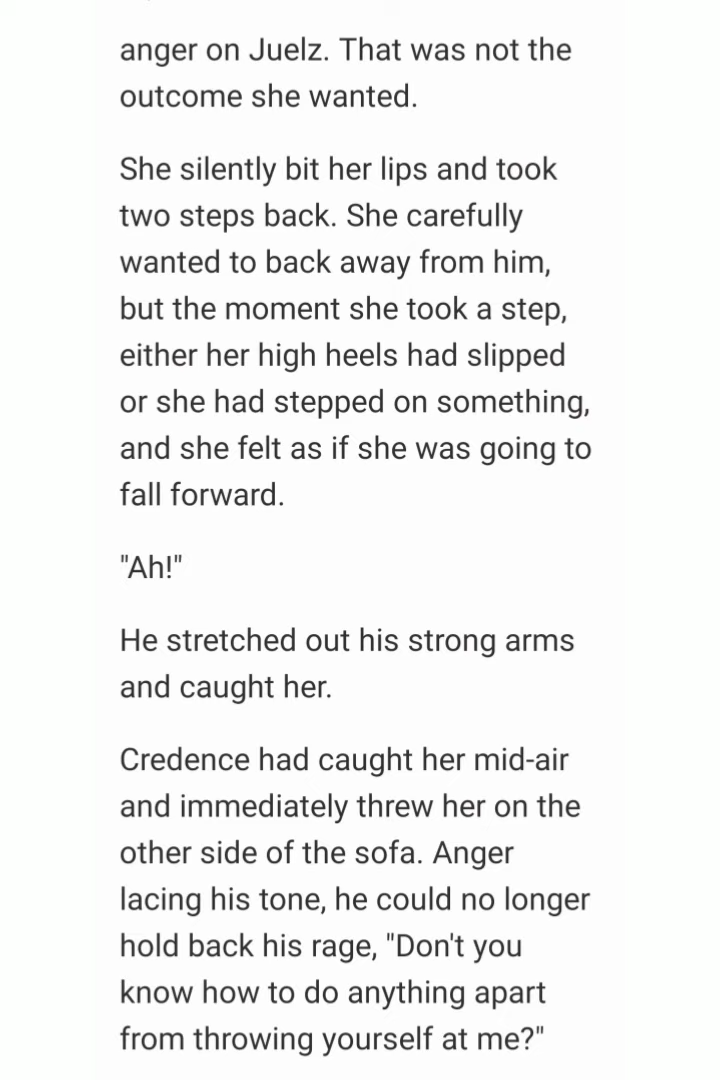 anger on Juelz. That was not the
outcome she wanted.
She silently bit her lips and took
two steps back. She carefully
wanted to back away from him,
but the moment she took a step,
either her high heels had slipped
or she had stepped on something,
and she felt as if she was going to
fall forward.
"Ah!"
He stretched out his strong arms
and caught her.
Credence had caught her mid-air
and immediately threw her on the
other side of the sofa. Anger
lacing his tone, he could no longer
hold back his rage, "Don't you
know how to do anything apart
from throwing yourself at me?"